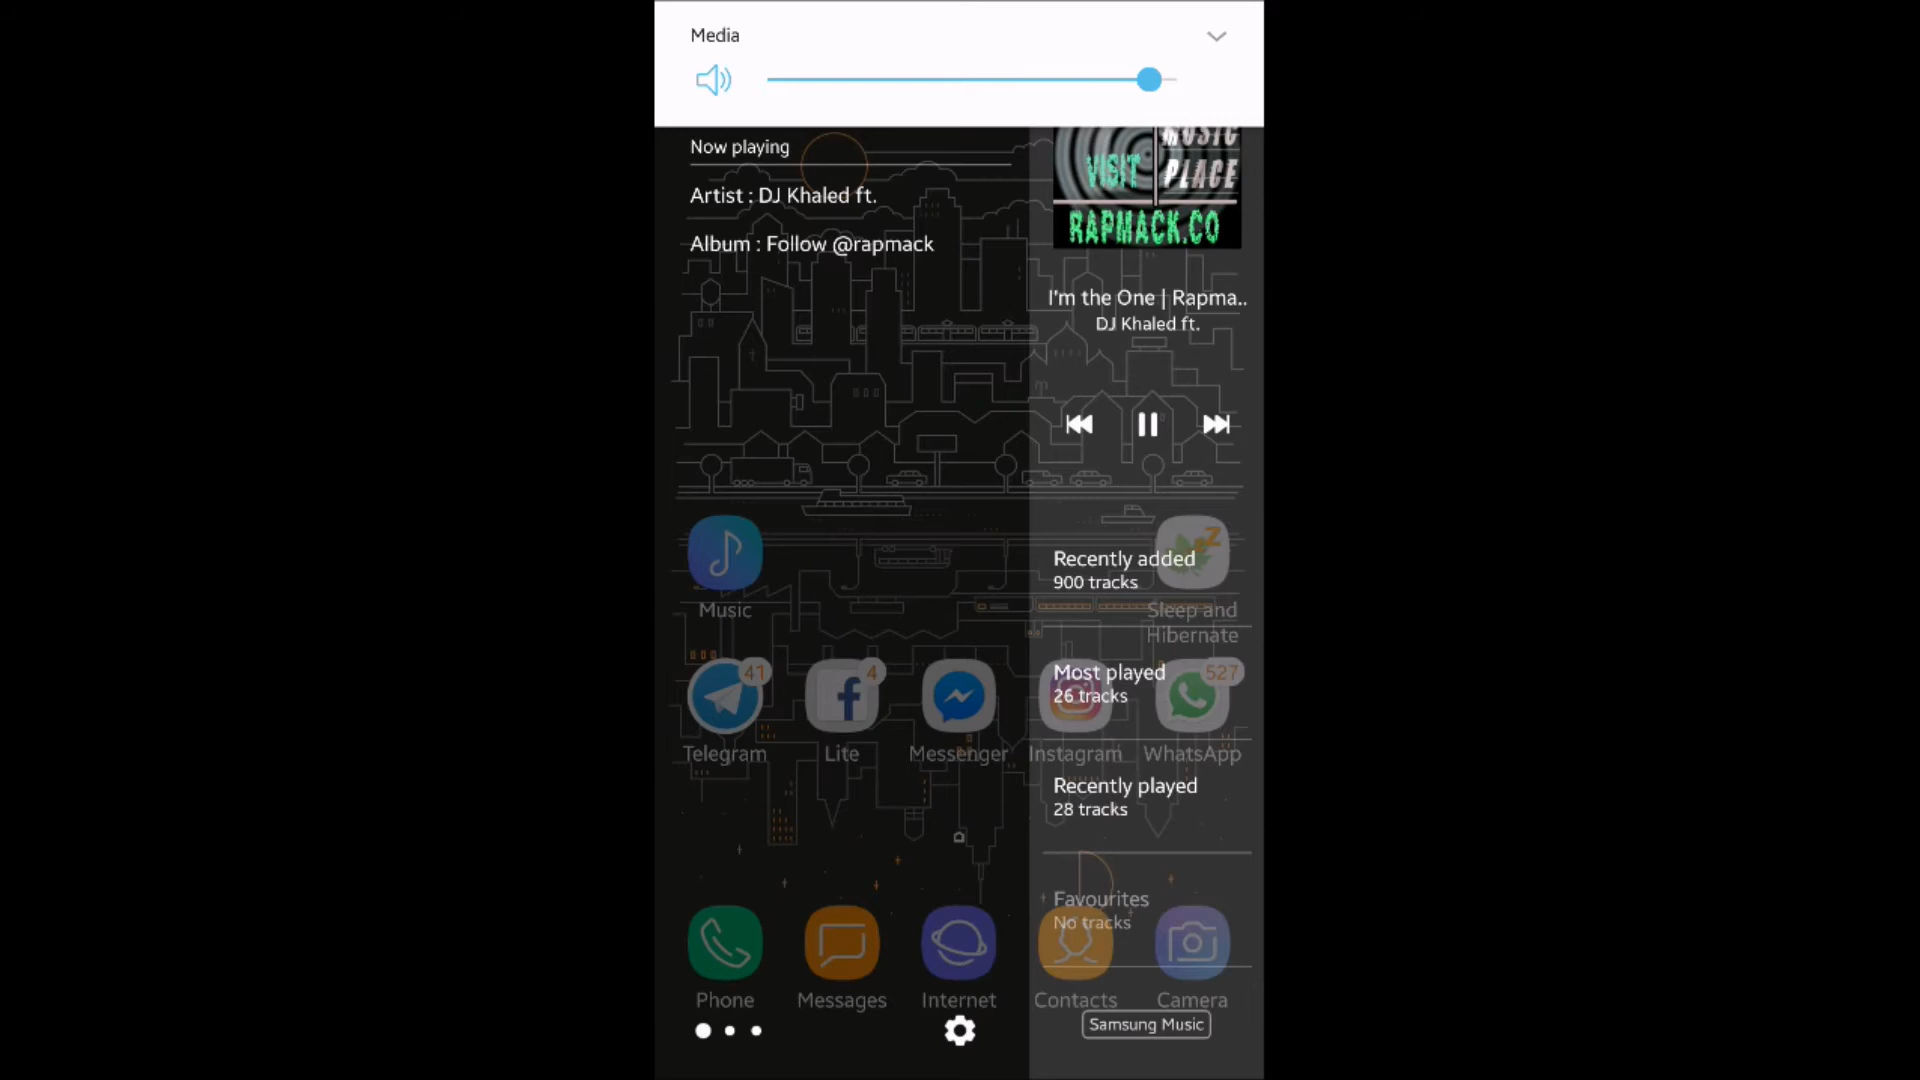 Media
Now playing
Artist : DJ Khaled ft.
Album : Follow @rapmack
MUSIC
VISIT
PLACE
RAPMACK.CO
I'm the One | Rapma..
DJ Khaled ft.
Recently added
900 tracks
Music
Sleep and
Hibernate
Most played
26 tracks
41
4
527
Telegram
Lite
Messenger
Instagram
WhatsApp
Recently played
28 tracks
Favourites
No tracks
Phone
Messages
Internet
Contacts
Camera
Samsung Music